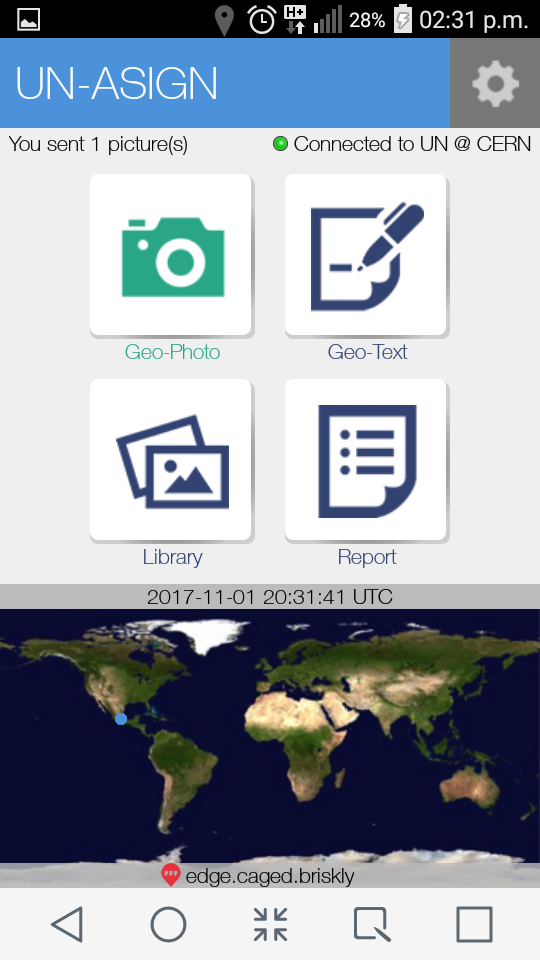 H+ 28% 02:31 p.m.
UN-ASIGN
You sent 1 picture(s) Connected to UN @ CERN
Geo-Photo Geo-Text
Library Report
2017-11-01 20:31:41 UTC
edge.caged.briskly